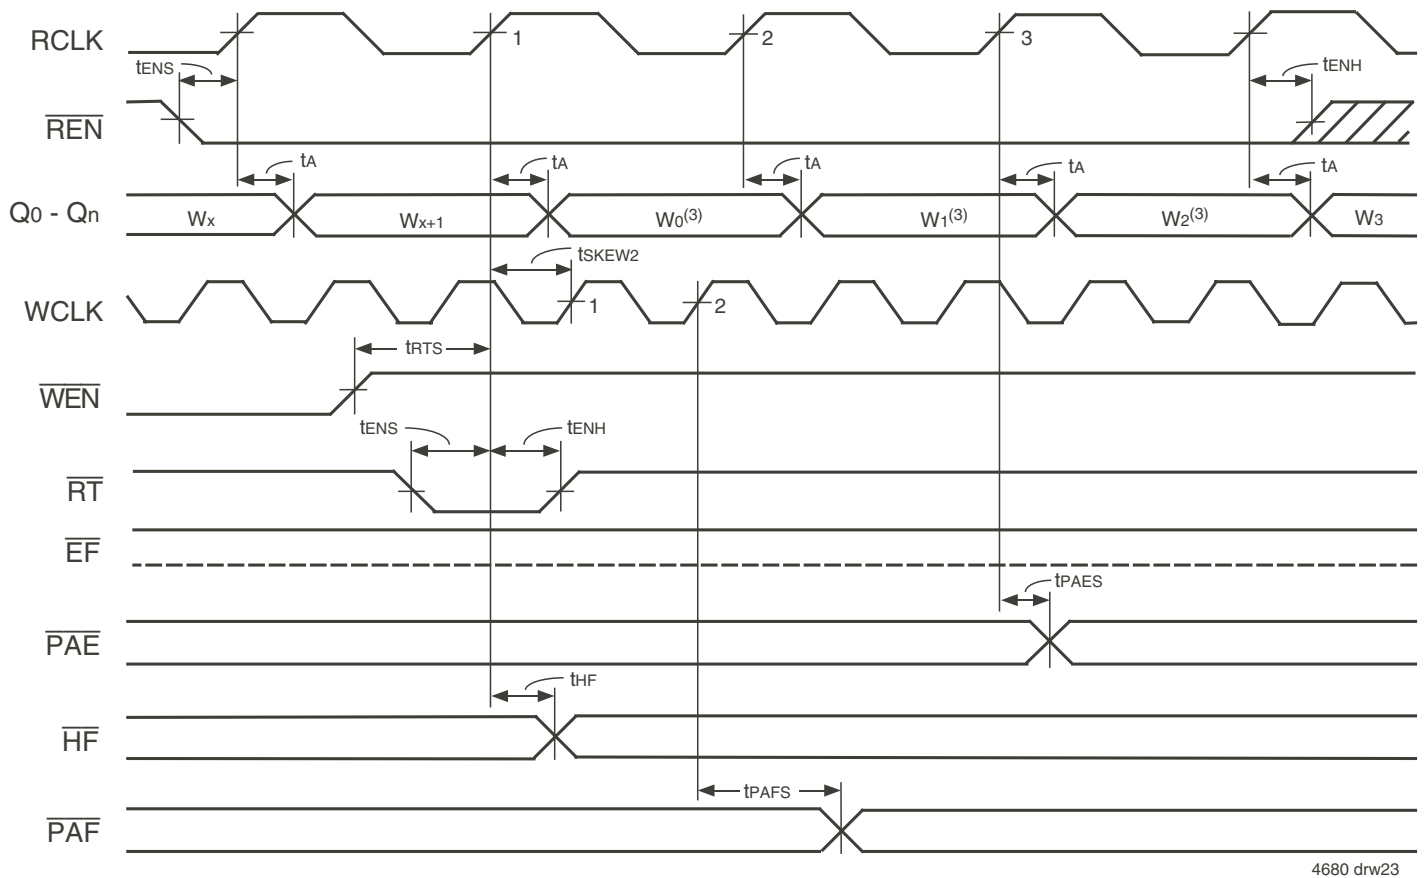 RCLK
1
2
3
tENS
tENH
REN
tA
tA
tA
tA
tA
Q0 - Qn
Wx
Wx+1
W0(3)
W1(3)
W2(3)
W3
tSKEW2
WCLK
1
2
tRTS
WEN
tENS
tENH
RT
EF
tPAES
PAE
tHF
HF
tPAFS
PAF
4680 drw23